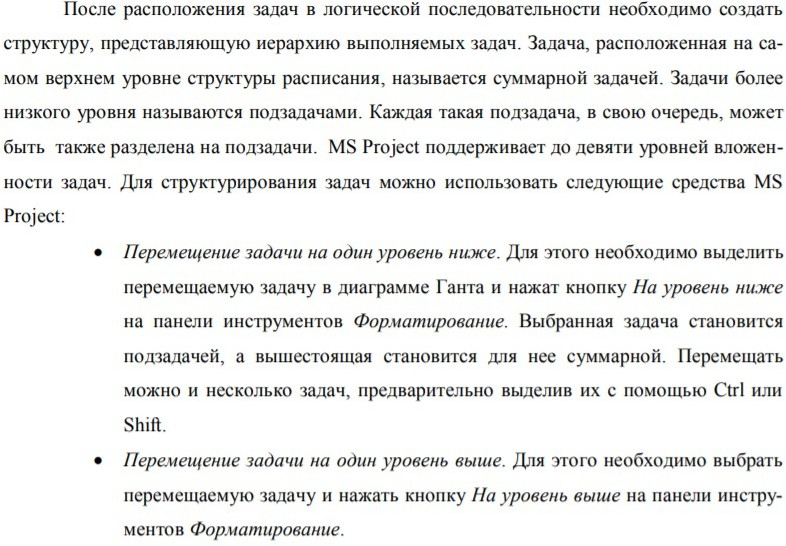 После расположения задач в логической последовательности необходимо создать
структуру, представляющую иерархию выполняемых задач. Задача, расположенная на са-
мом верхнем уровне структуры расписания, называется суммарной задачей. Задачи более
низкого уровня называются подзадачами. Каждая такая подзадача, в свою очередь, может
быть также разделена на подзадачи. MS Project поддерживает до девяти уровней вложен-
ности задач. Для структурирования задач можно использовать следующие средства MS
Project:
• Перемещение задачи на один уровень ниже. Для этого необходимо выделить
перемещаемую задачу в диаграмме Ганта и нажат кнопку На уровень ниже
на панели инструментов Форматирование. Выбранная задача становится
подзадачей, а вышестоящая становится для нее суммарной. Перемещать
можно и несколько задач, предварительно выделив их с помощью Ctrl или
Shift.
• Перемещение задачи на один уровень выше. Для этого необходимо выбрать
перемещаемую задачу и нажать кнопку На уровень выше на панели инстру-
ментов Форматирование.